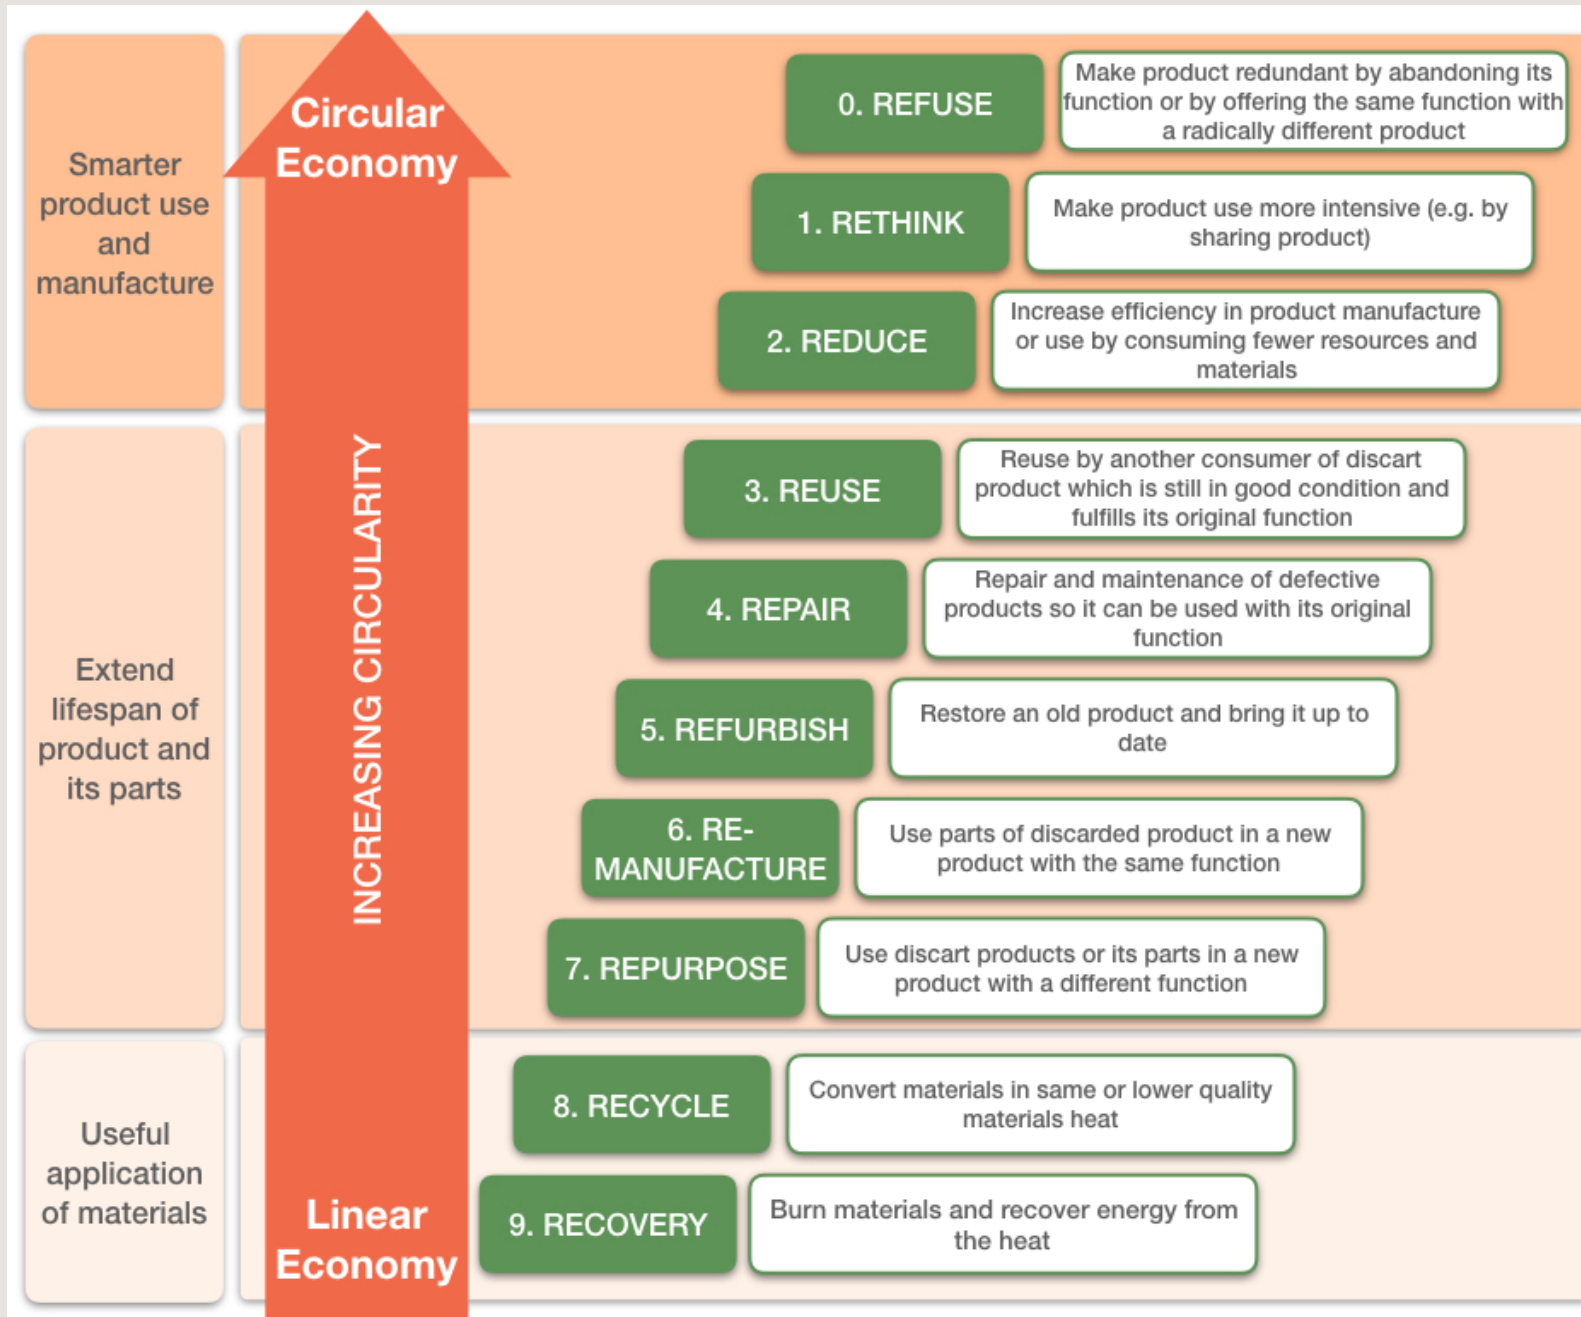 Circular
Economy
INCREASING CIRCULARITY
Linear
Economy
Smarter
product use
and
manufacture
0. REFUSE
Make product redundant by abandoning its
function or by offering the same function with
a radically different product
1. RETHINK
Make product use more intensive (e.g. by
sharing product)
2. REDUCE
Increase efficiency in product manufacture
or use by consuming fewer resources and
materials
Extend
lifespan of
product and
its parts
3. REUSE
Reuse by another consumer of discart
product which is still in good condition and
fulfills its original function
4. REPAIR
Repair and maintenance of defective
products so it can be used with its original
function
5. REFURBISH
Restore an old product and bring it up to
date
6. RE-
MANUFACTURE
Use parts of discarded product in a new
product with the same function
7. REPURPOSE
Use discart products or its parts in a new
product with a different function
Useful
application
of materials
8. RECYCLE
Convert materials in same or lower quality
materials heat
9. RECOVERY
Burn materials and recover energy from
the heat